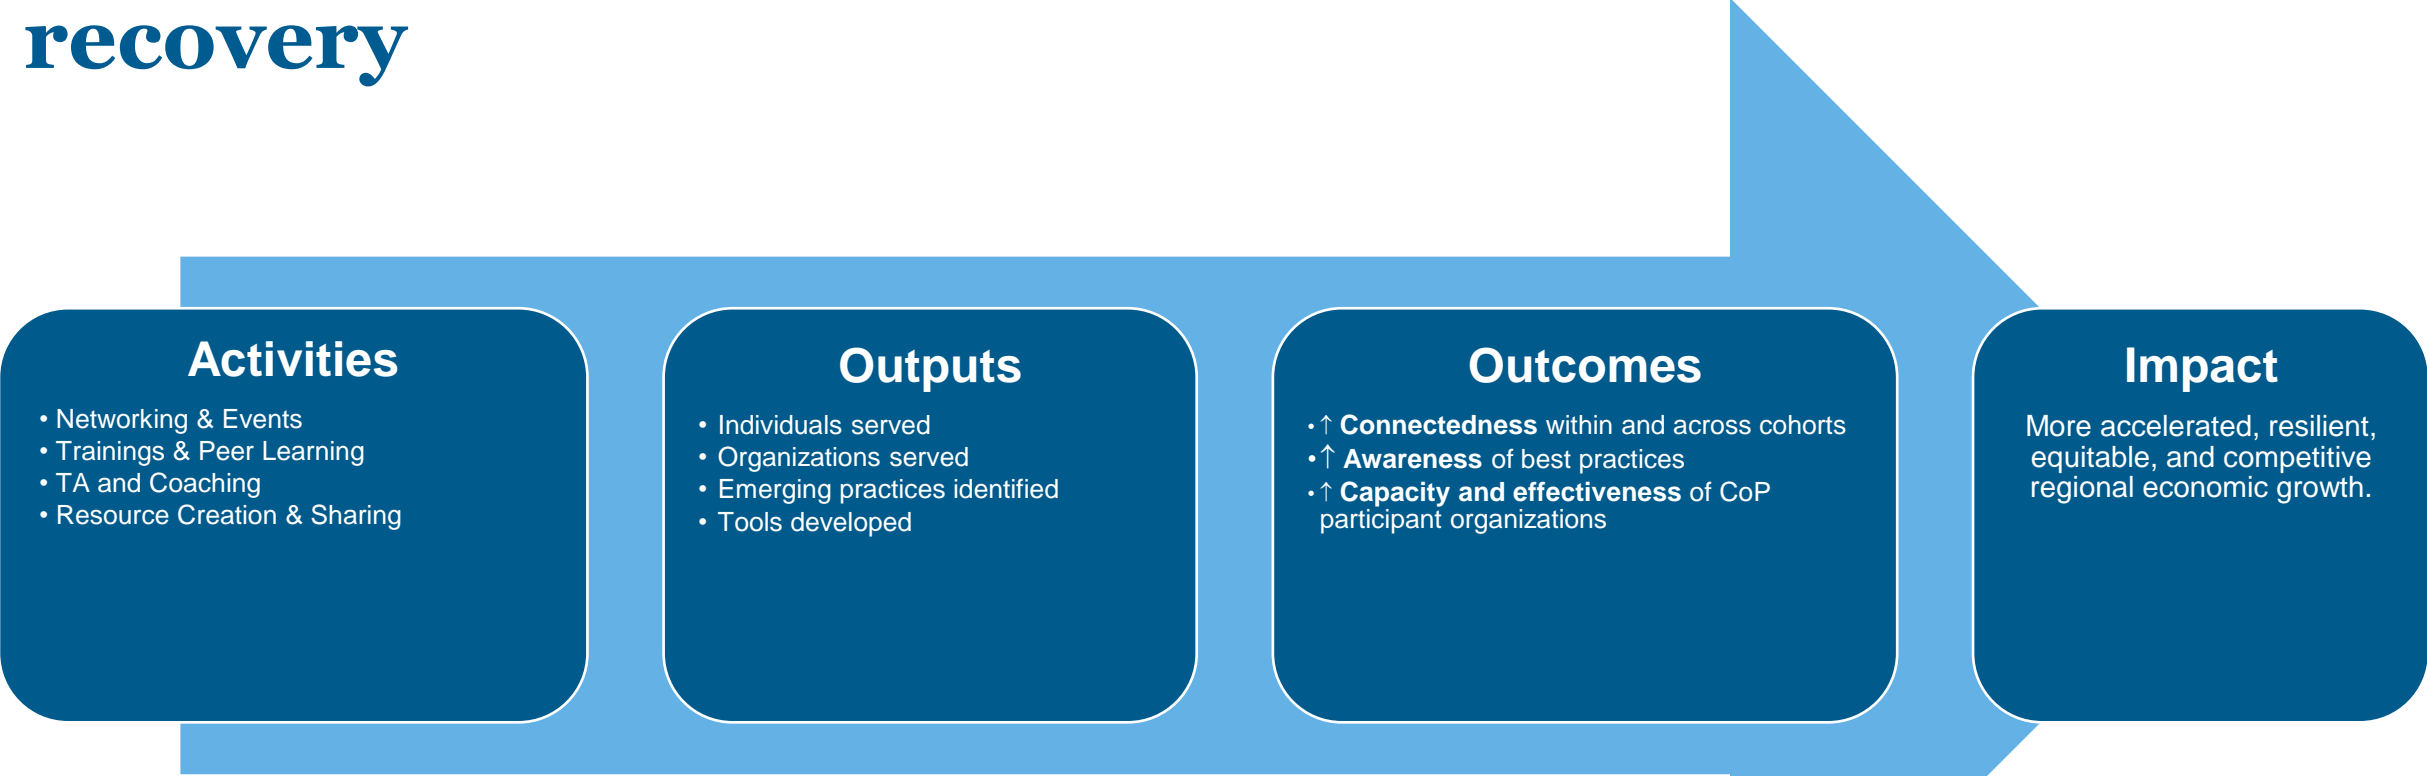 recovery
Activities
• Networking & Events
• Trainings & Peer Learning
• TA and Coaching
• Resource Creation & Sharing
Outputs
• Individuals served
• Organizations served
• Emerging practices identified
• Tools developed
Outcomes
• ↑ Connectedness within and across cohorts
• ↑ Awareness of best practices
• ↑ Capacity and effectiveness of CoP
participant organizations
Impact
More accelerated, resilient,
equitable, and competitive
regional economic growth.